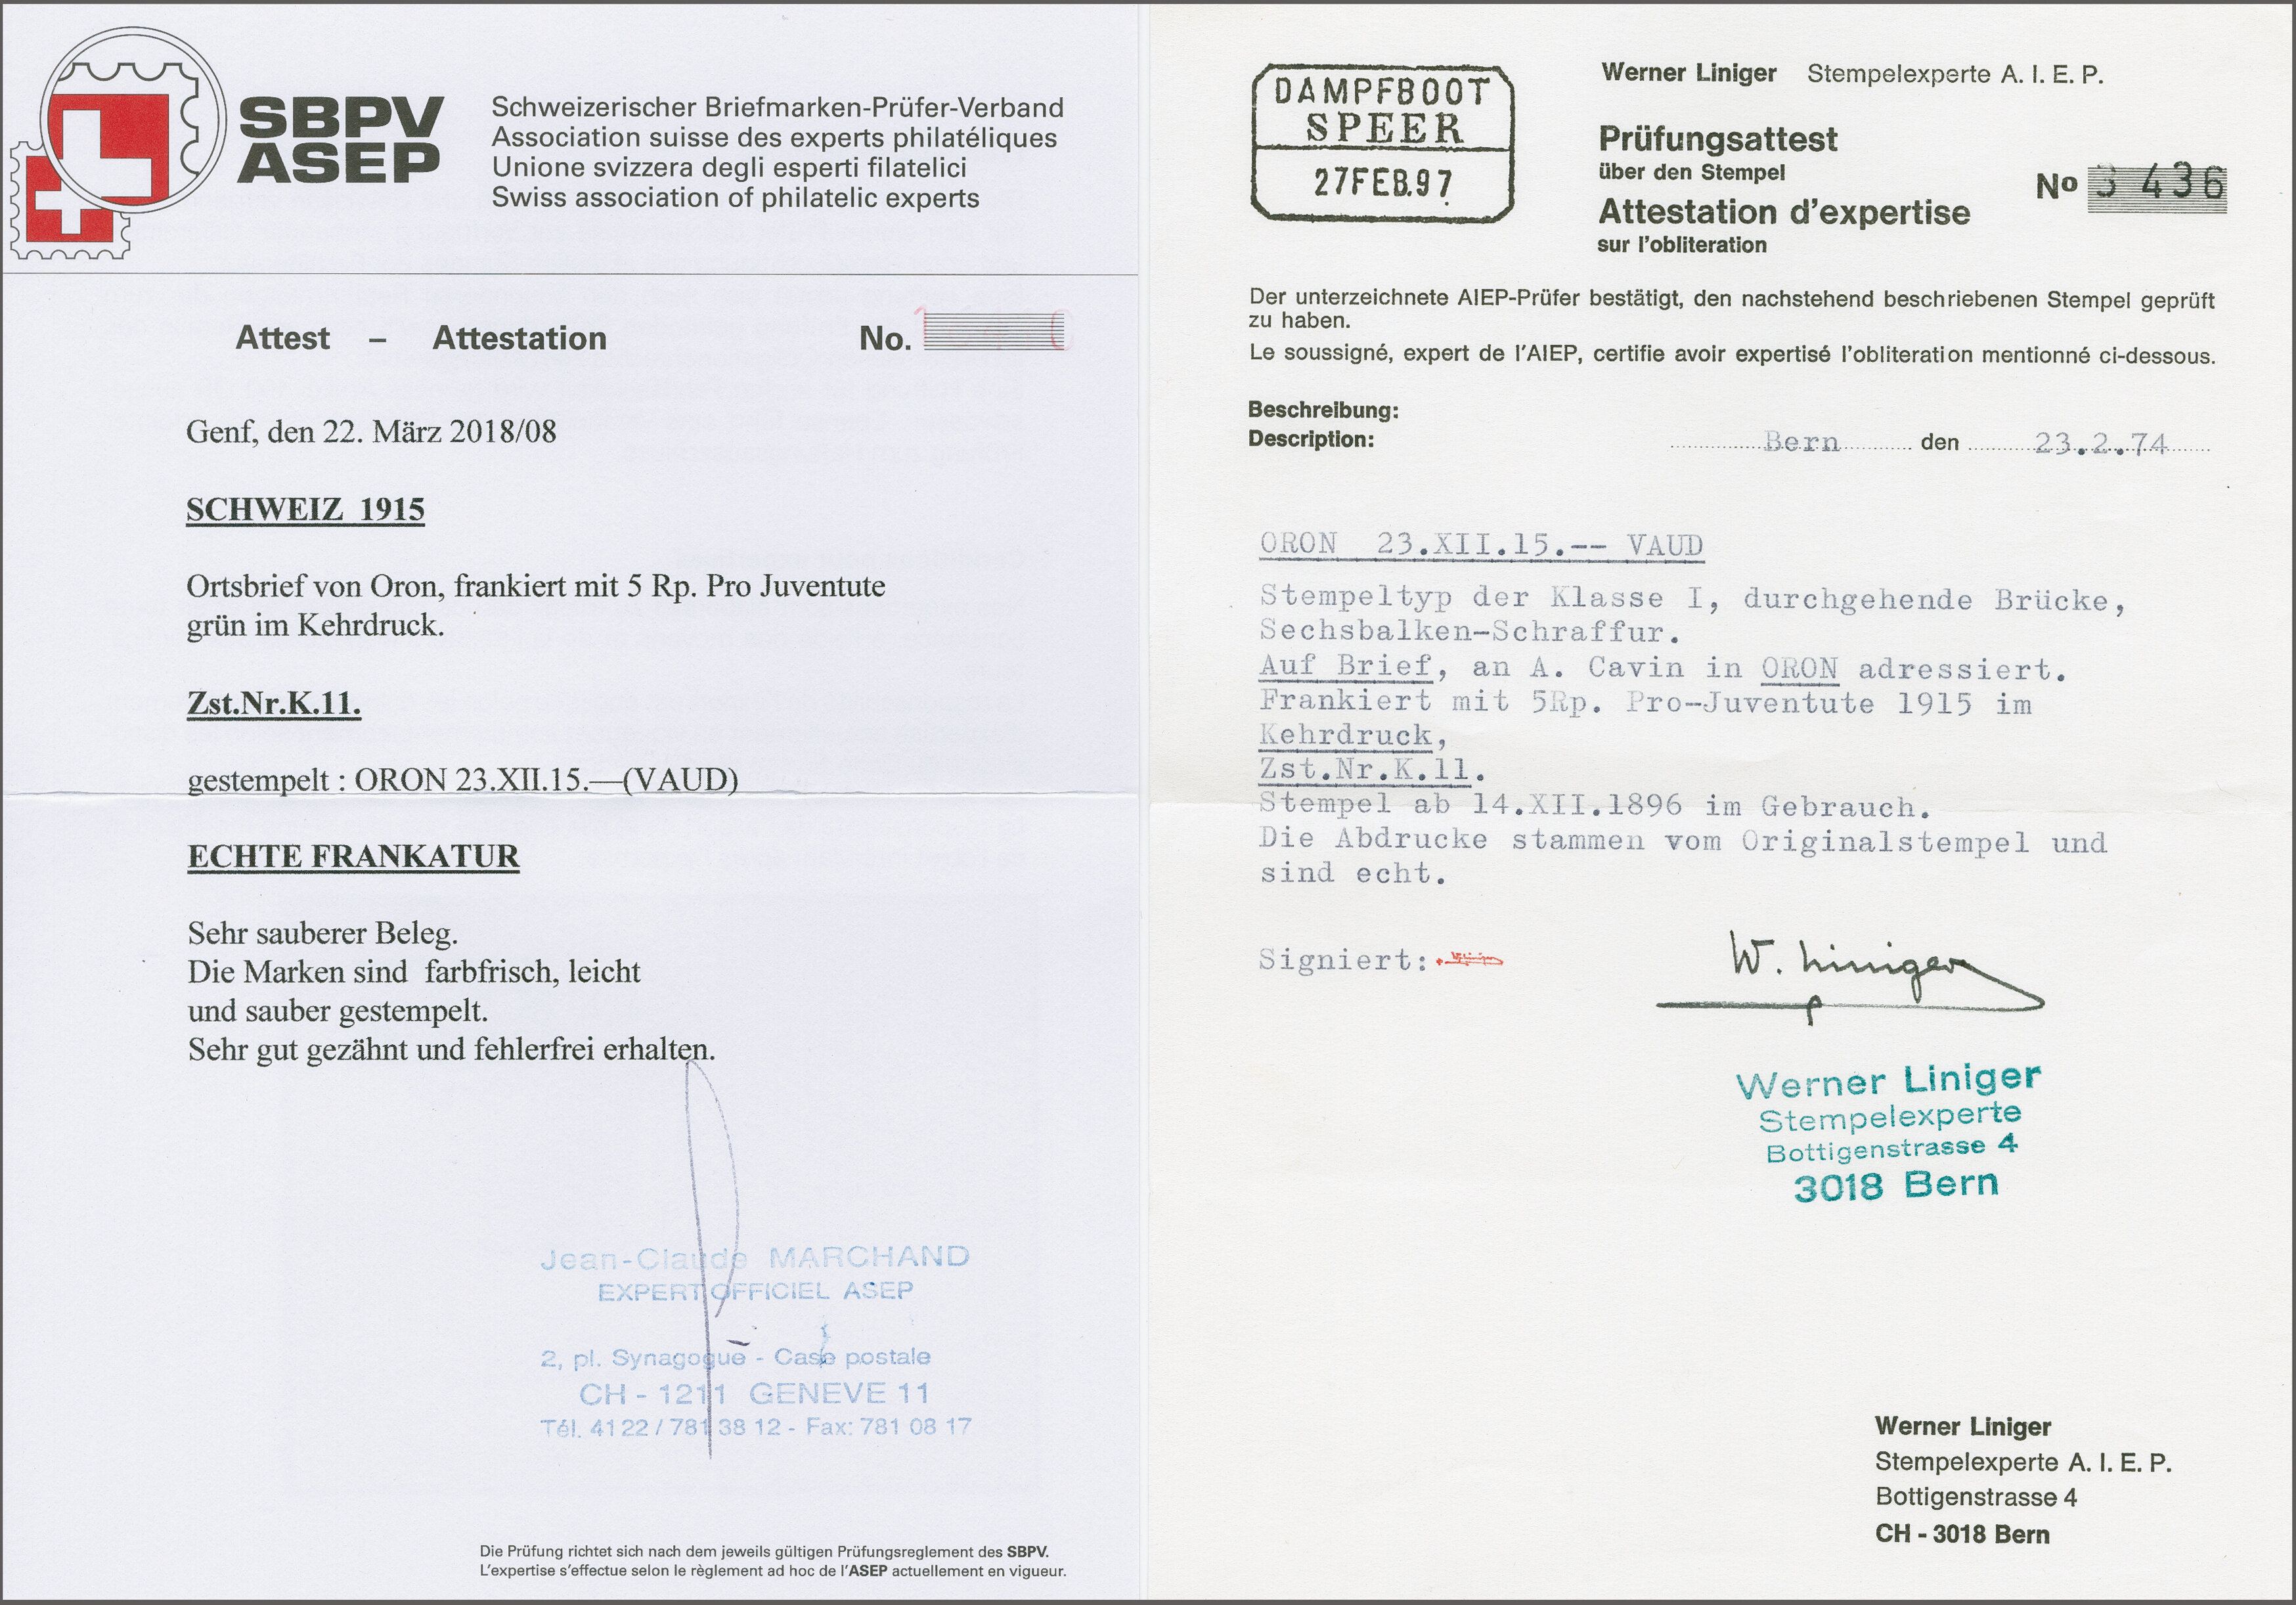 SBPV
ASEP
Schweizerischer Briefmarken-Prüfer-Verband
Association suisse des experts philatéliques
Unione svizzera degli esperti filatelici
Swiss association of philatelic experts
Attest – Attestation No.
Genf, den 22. März 2018/08
SCHWEIZ 1915
Ortsbrief von Oron, frankiert mit 5 Rp. Pro Juventute
grün im Kehrdruck.
Zst.Nr.K.11.
gestempelt : ORON 23.XII.15.—(VAUD)
ECHTE FRANKATUR
Sehr sauberer Beleg.
Die Marken sind farbfrisch, leicht
und sauber gestempelt.
Sehr gut gezähnt und fehlerfrei erhalten.
Jean-Claude MARCHAND
EXPERT OFFICIEL ASEP
2, pl. Synagogue - Case postale
CH - 1211 GENEVE 11
Tél. 41 22 / 781 38 12 - Fax: 781 08 17
Die Prüfung richtet sich nach dem jeweils gültigen Prüfungsreglement des SBPV.
L'expertise s'effectue selon le règlement ad hoc de l'ASEP actuellement en vigueur.
DAMPFBOOT
SPEER
27FEB.97
Werner Liniger Stempelexperte A. I. E. P.
Prüfungsattest
über den Stempel
Attestation d'expertise
sur l'obliteration
No 3 436
Der unterzeichnete AIEP-Prüfer bestätigt, den nachstehend beschriebenen Stempel geprüft
zu haben.
Le soussigné, expert de l'AIEP, certifie avoir expertisé l'obliteration mentionné ci-dessous.
Beschreibung:
Description: Bern den 23.2.74
ORON 23.XII.15.-- VAUD
Stempeltyp der Klasse I, durchgehende Brücke,
Sechsbalken-Schraffur.
Auf Brief, an A. Cavin in ORON adressiert.
Frankiert mit 5Rp. Pro-Juventute 1915 im
Kehrdruck,
Zst.Nr.K.11.
Stempel ab 14.XII.1896 im Gebrauch.
Die Abdrucke stammen vom Originalstempel und
sind echt.
Signiert:
W. Liniger
Werner Liniger
Stempelexperte
Bottigenstrasse 4
3018 Bern
Werner Liniger
Stempelexperte A. I. E. P.
Bottigenstrasse 4
CH - 3018 Bern